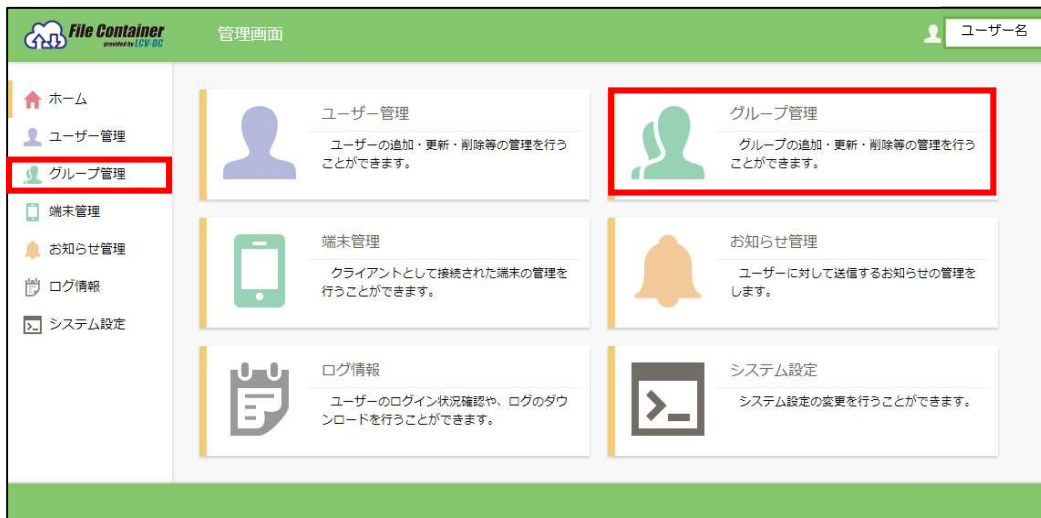 File Container
provided by LCV-DC
管理画面
ユーザー名
ホーム
ユーザー管理
グループ管理
端末管理
お知らせ管理
ログ情報
システム設定
ユーザー管理
ユーザーの追加・更新・削除等の管理を行う
ことができます。
グループ管理
グループの追加・更新・削除等の管理を行う
ことができます。
端末管理
クライアントとして接続された端末の管理を
行うことができます。
お知らせ管理
ユーザーに対して送信するお知らせの管理を
します。
ログ情報
ユーザーのログイン状況確認や、ログのダウ
ンロードを行うことができます。
システム設定
システム設定の変更を行うことができます。